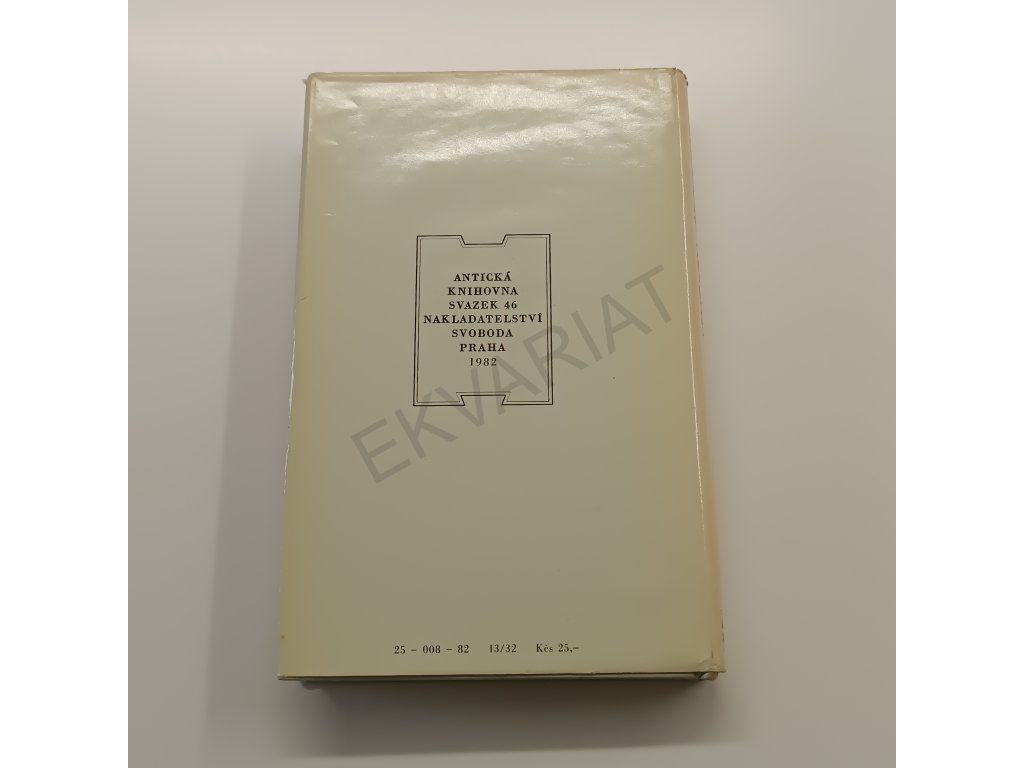 ANTICKÁ
KNIHOVNA
SVAZEK 46
NAKLADATELSTVÍ
SVOBODA
PRAHA
1982
EKVARIAT
25 – 008 – 82 13/32 Kčs 25,–